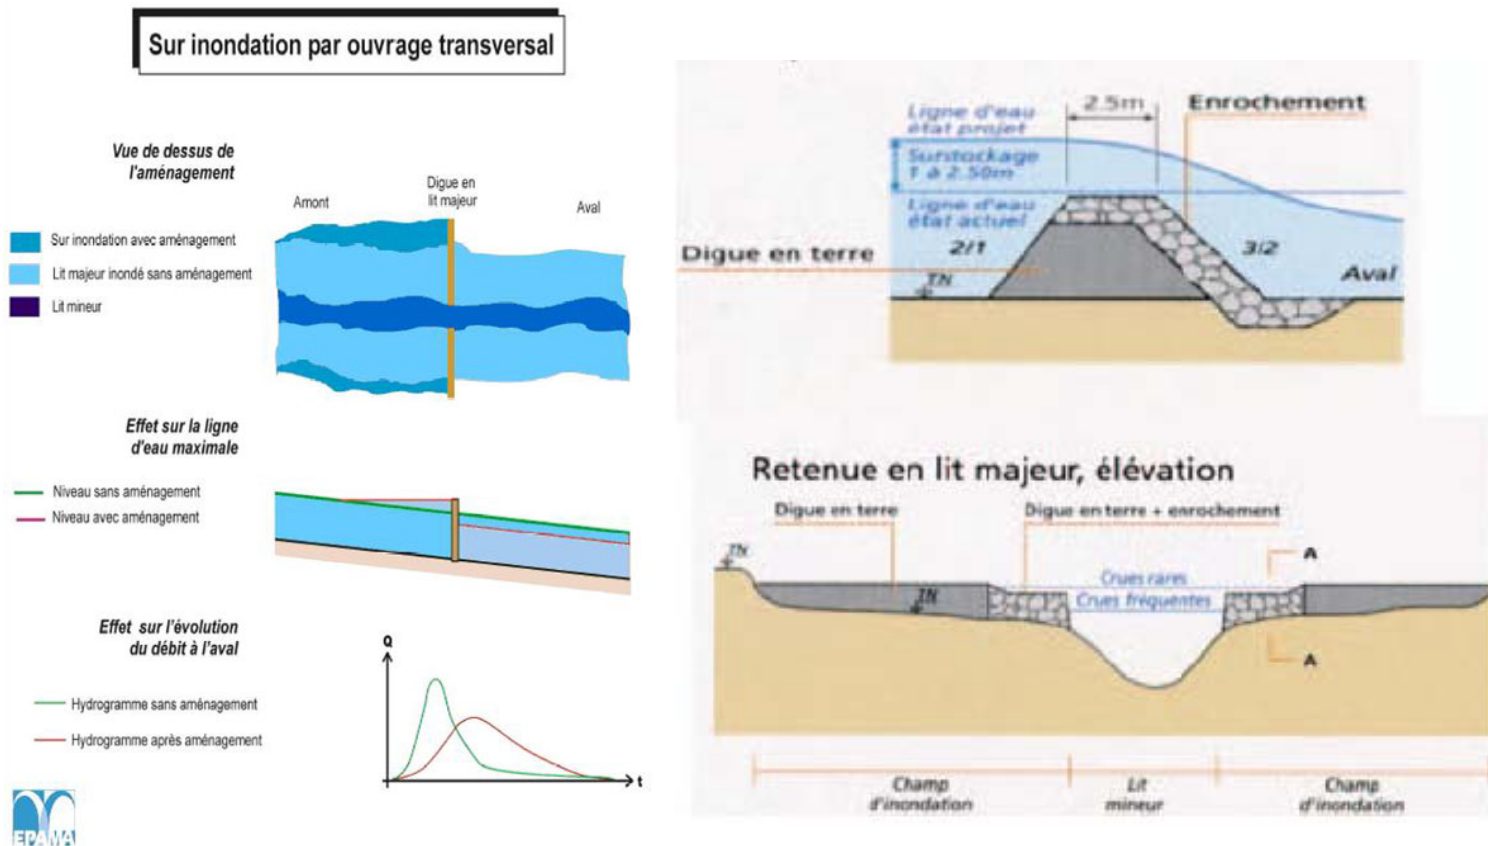 Sur inondation par ouvrage transversal
Vue de dessus de
l'aménagement
Amont
Digue en
lit majeur
Aval
Sur inondation avec aménagement
Lit majeur inondé sans aménagement
Lit mineur
Effet sur la ligne
d'eau maximale
Niveau sans aménagement
Niveau avec aménagement
Effet sur l'évolution
du débit à l'aval
Q
Hydrogramme sans aménagement
Hydrogramme après aménagement
t
EPAMA
Ligne d'eau
état projet
2.5m
Enrochement
Surstockage
1 à 2.50m
Ligne d'eau
état actuel
2/1
3/2
Digue en terre
TN
Aval
Retenue en lit majeur, élévation
Digue en terre
Digue en terre + enrochement
TN
A
Crues rares
TN
Crues fréquentes
A
Champ
d'inondation
Lit
mineur
Champ
d'inondation